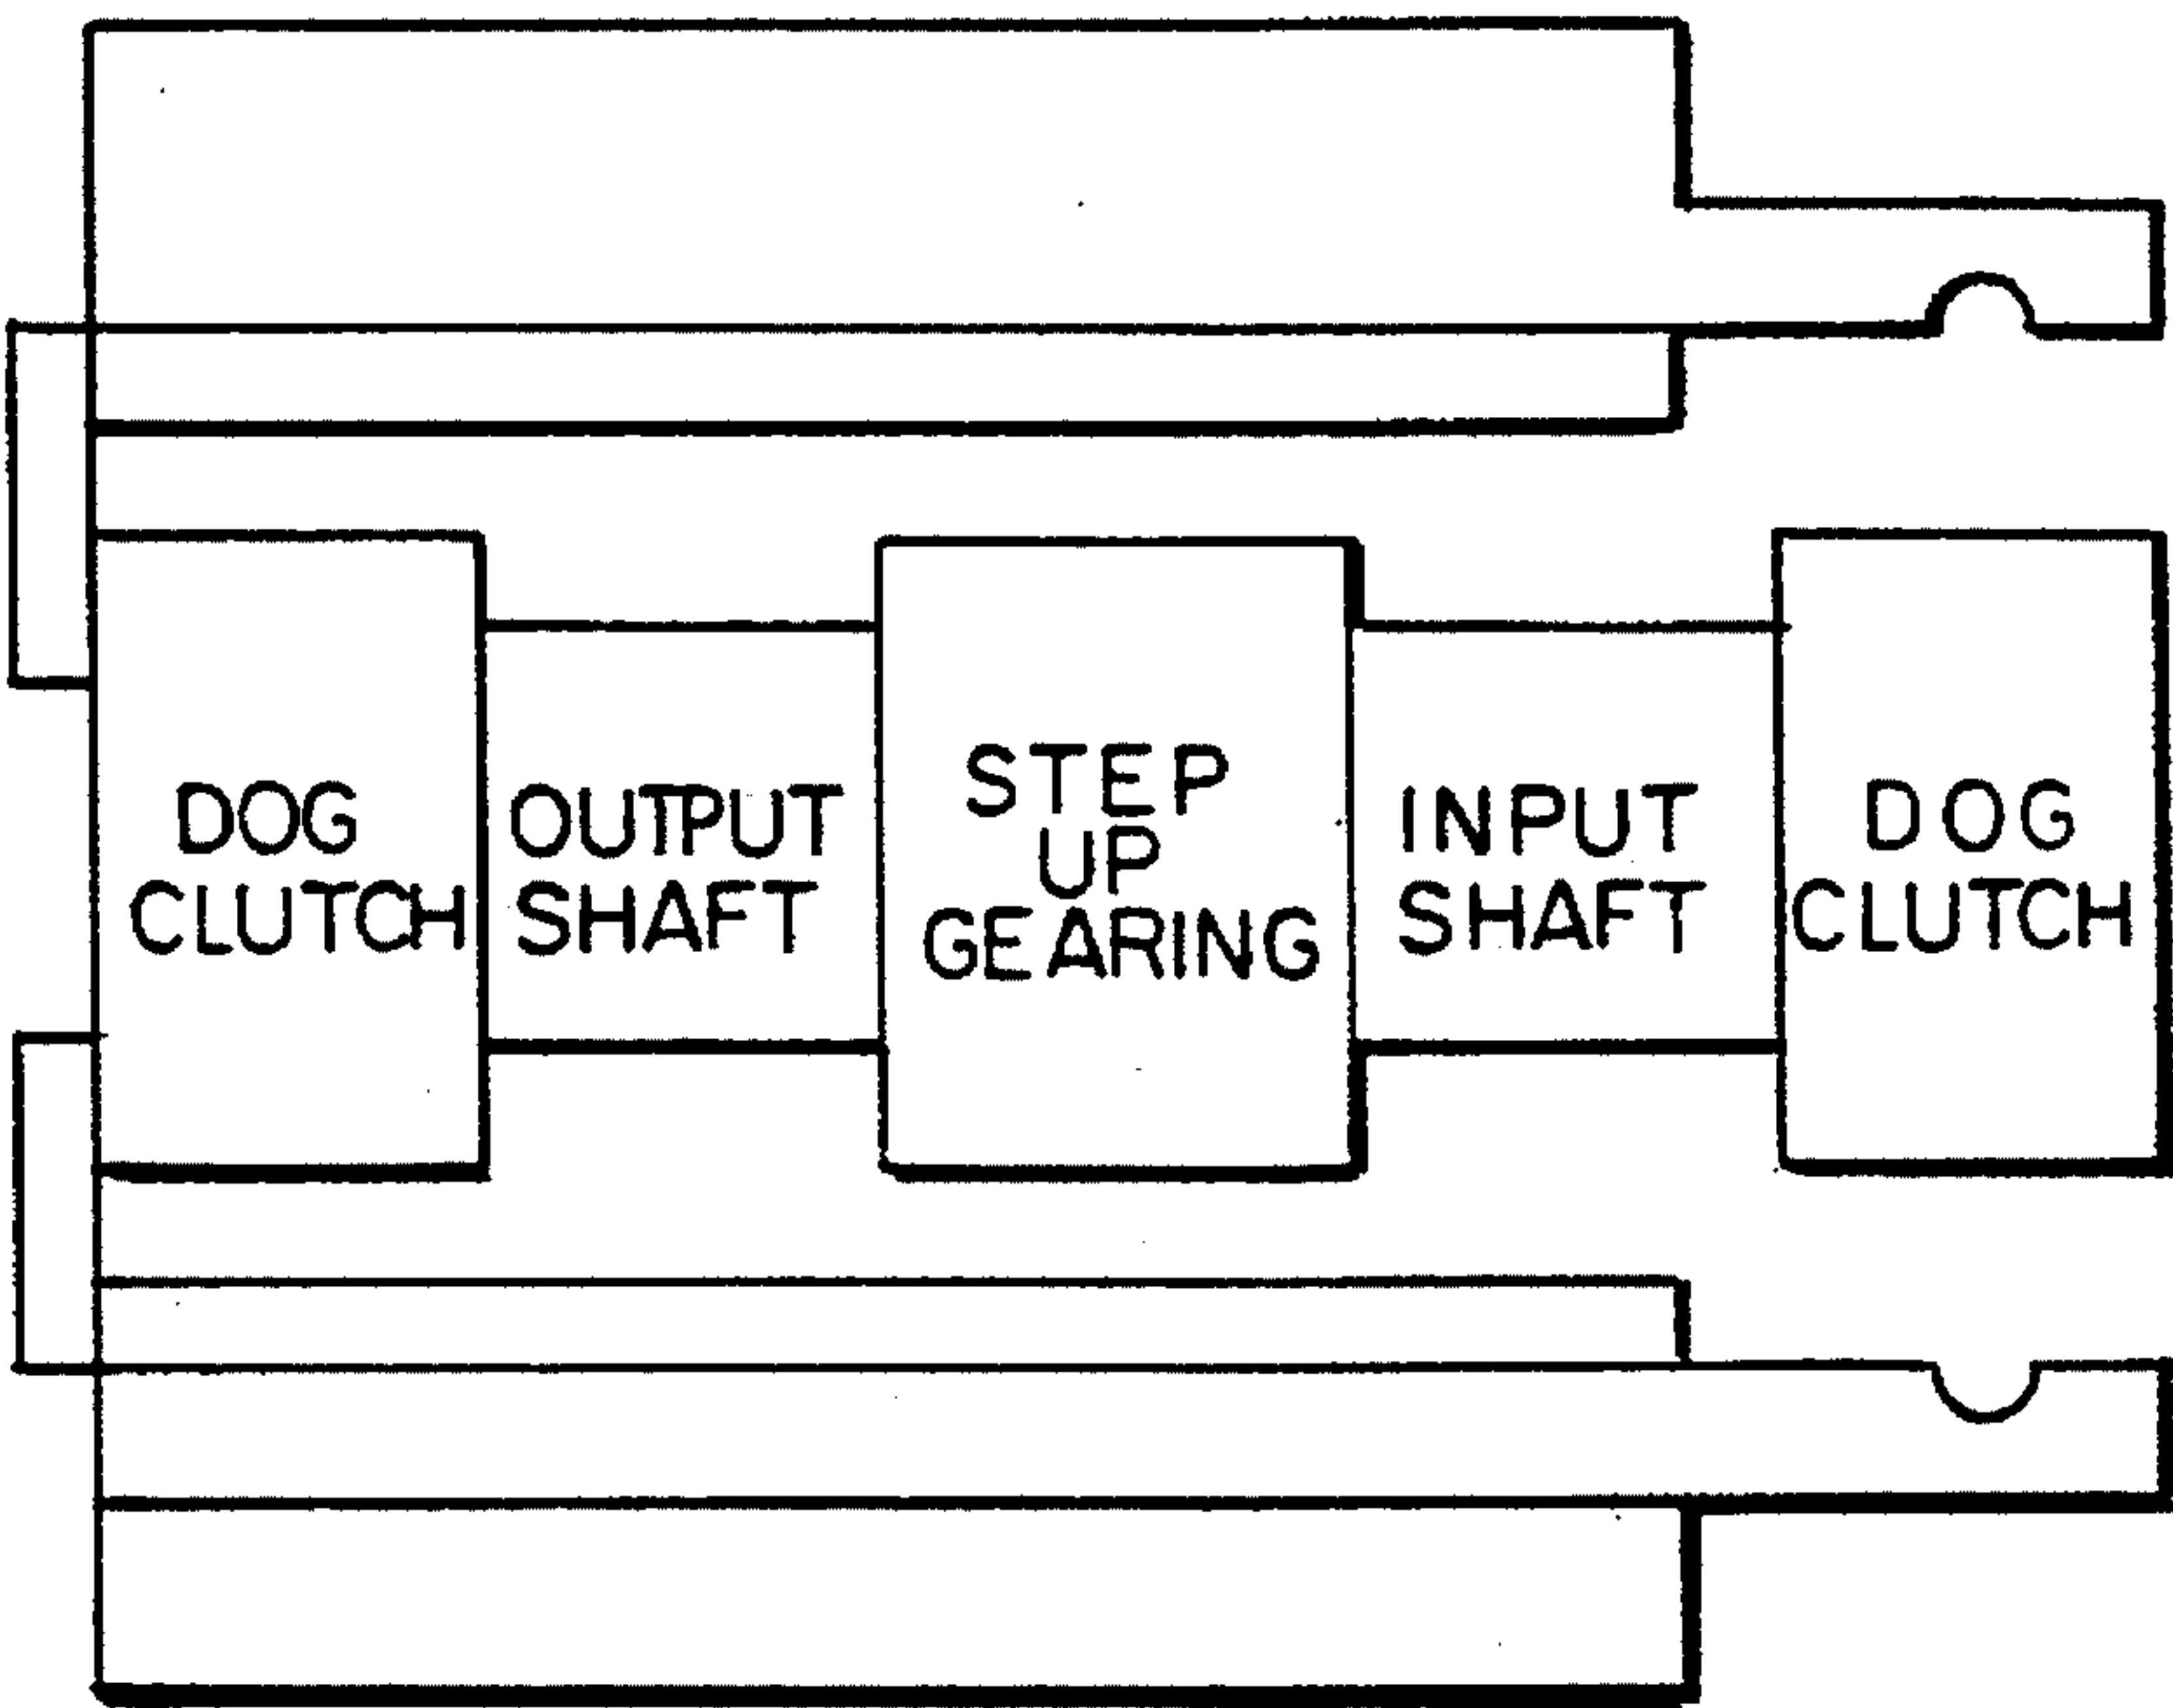 DOG
CLUTCH
OUTPUT
SHAFT
STEP
UP
GEARING
INPUT
SHAFT
DOG
CLUTCH